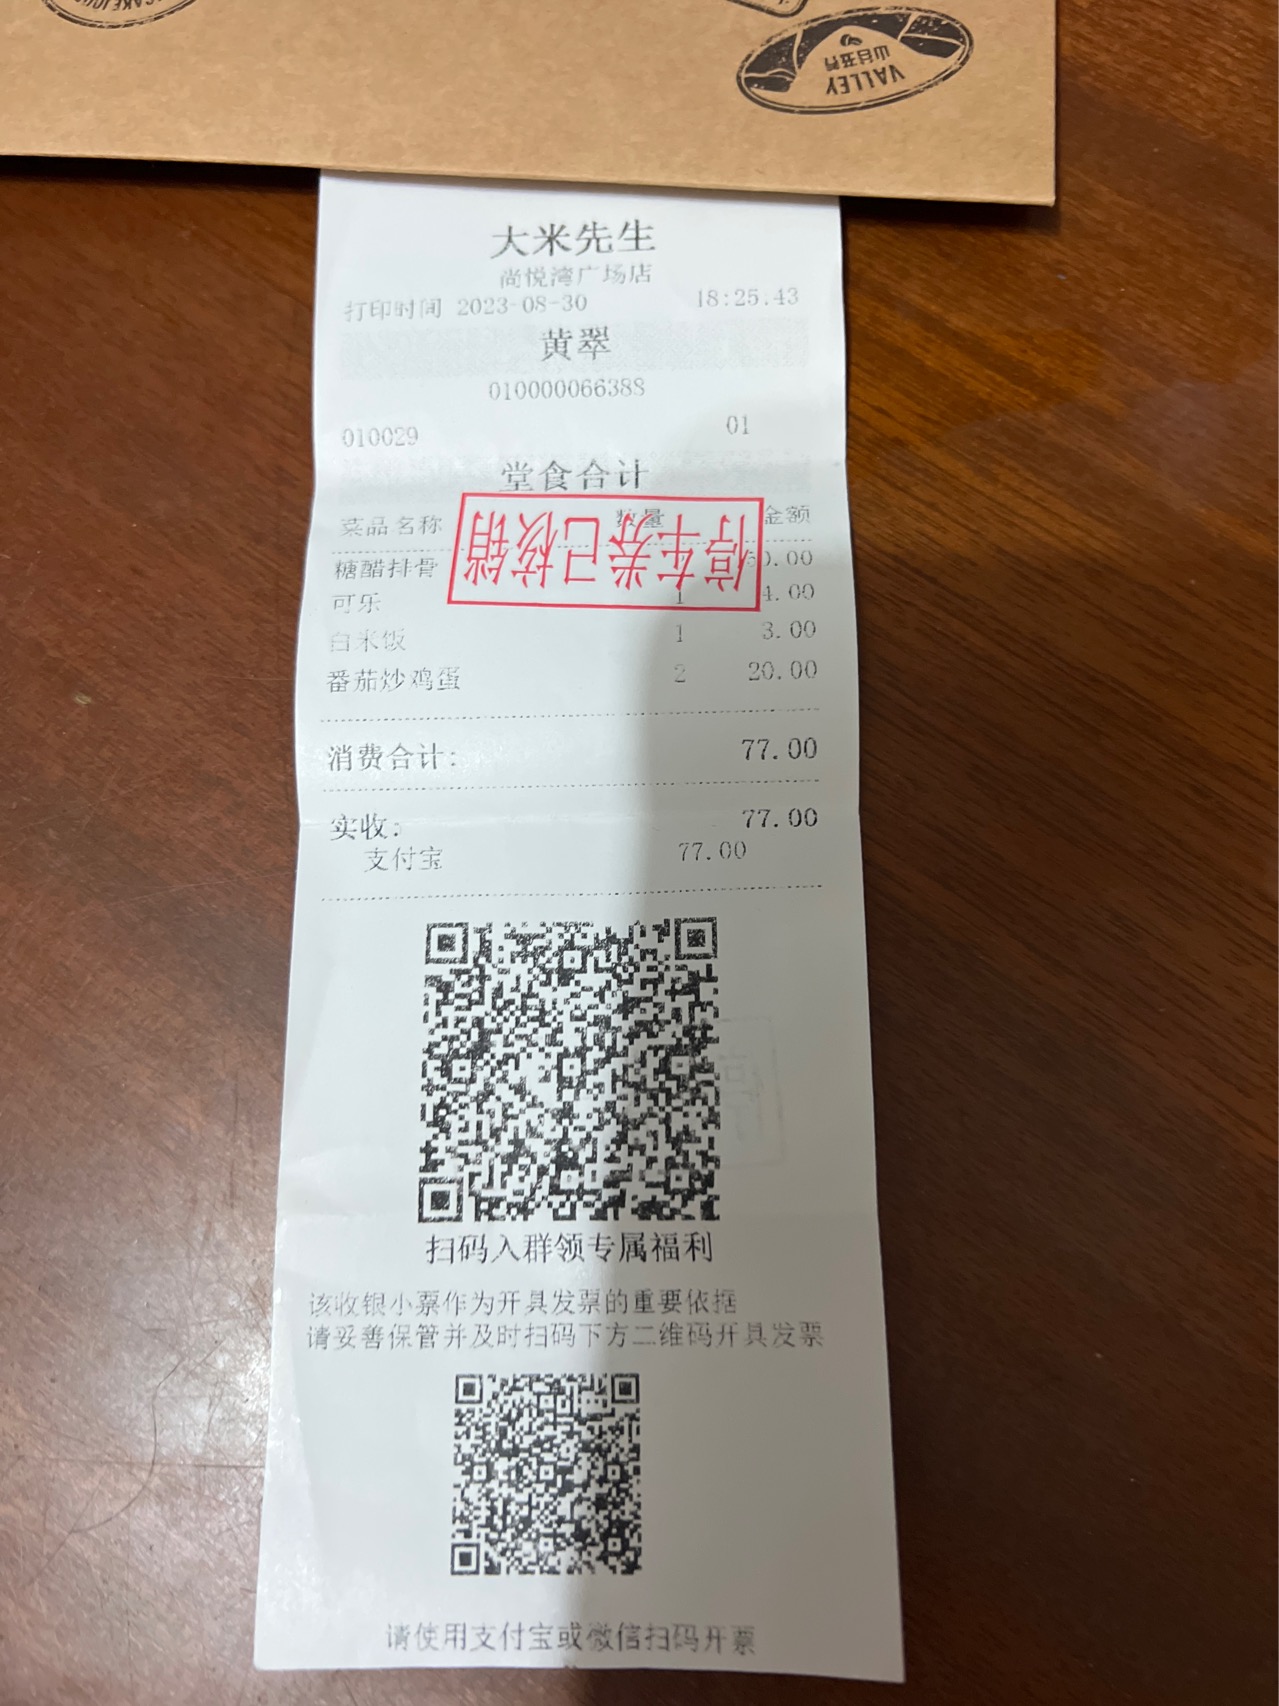 VALLEY
大米先生
尚悦湾广场店
打印时间 2023-08-30 18:25:43
黄翠
010000066388
010029 01
堂食合计
菜品名称 数量 金额
停车券已核销
糖醋排骨 50.00
可乐 1 4.00
白米饭 1 3.00
番茄炒鸡蛋 2 20.00
消费合计: 77.00
实收: 77.00
支付宝 77.00
扫码入群领专属福利
该收银小票作为开具发票的重要依据
请妥善保管并及时扫码下方二维码开具发票
请使用支付宝或微信扫码开票